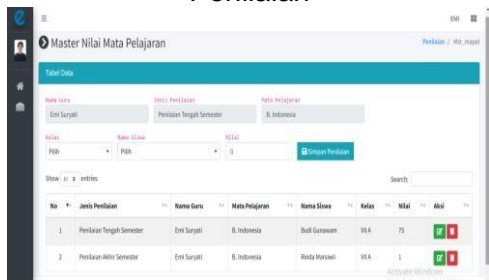 Penilaian
EMI
Master Nilai Mata Pelajaran
Penilaian / Mst_mapel
Tabel Data
Nama Guru Jenis Penilaian Mata Pelajaran
Emi Suryati Penilaian Tengah Semester B. Indonesia
Kelas Nama Siswa Nilai
Pilih Pilih 0 Simpan Penilaian
Show 10 entries Search:
No Jenis Penilaian Nama Guru Mata Pelajaran Nama Siswa Kelas Nilai Aksi
1 Penilaian Tengah Semester Emi Suryati B. Indonesia Budi Gunawam VII A 75
2 Penilaian Akhir Semester Emi Suryati B. Indonesia Rinda Marsiwi VII A 1
Activate Windows